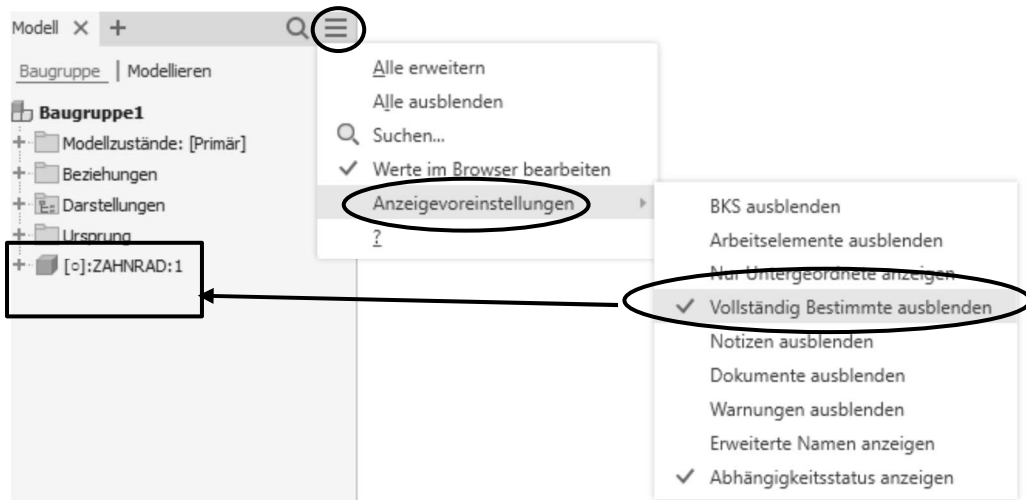 Modell
Baugruppe | Modellieren
Baugruppe1
Modellzustände: [Primär]
Beziehungen
Darstellungen
Ursprung
[○]:ZAHNRAD:1
Alle erweitern
Alle ausblenden
Suchen...
Werte im Browser bearbeiten
Anzeigevoreinstellungen
?
BKS ausblenden
Arbeitselemente ausblenden
Nur Untergeordnete anzeigen
Vollständig Bestimmte ausblenden
Notizen ausblenden
Dokumente ausblenden
Warnungen ausblenden
Erweiterte Namen anzeigen
Abhängigkeitsstatus anzeigen